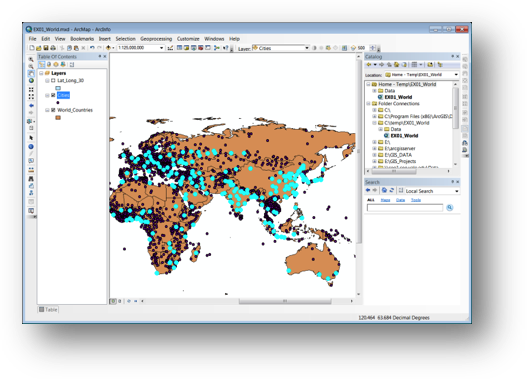 EX01_World.mxd - ArcMap - ArcInfo
File Edit View Bookmarks Insert Selection Geoprocessing Customize Windows Help
1:125,000,000
Layer: Cities
500
Table Of Contents
Layers
Lat_Long_30
Cities
World_Countries
Table
Catalog
Location: Home - Temp\EX01_World
Home - Temp\EX01_World
Data
EX01_World
Folder Connections
C:\
C:\Program Files (x86)\ArcGIS\
C:\temp\EX01_World
Data
EX01_World
E:\
E:\arcgisserver
E:\GIS_DATA
E:\GIS_Projects
Search
Local Search
ALL Maps Data Tools
120.464 63.684 Decimal Degrees